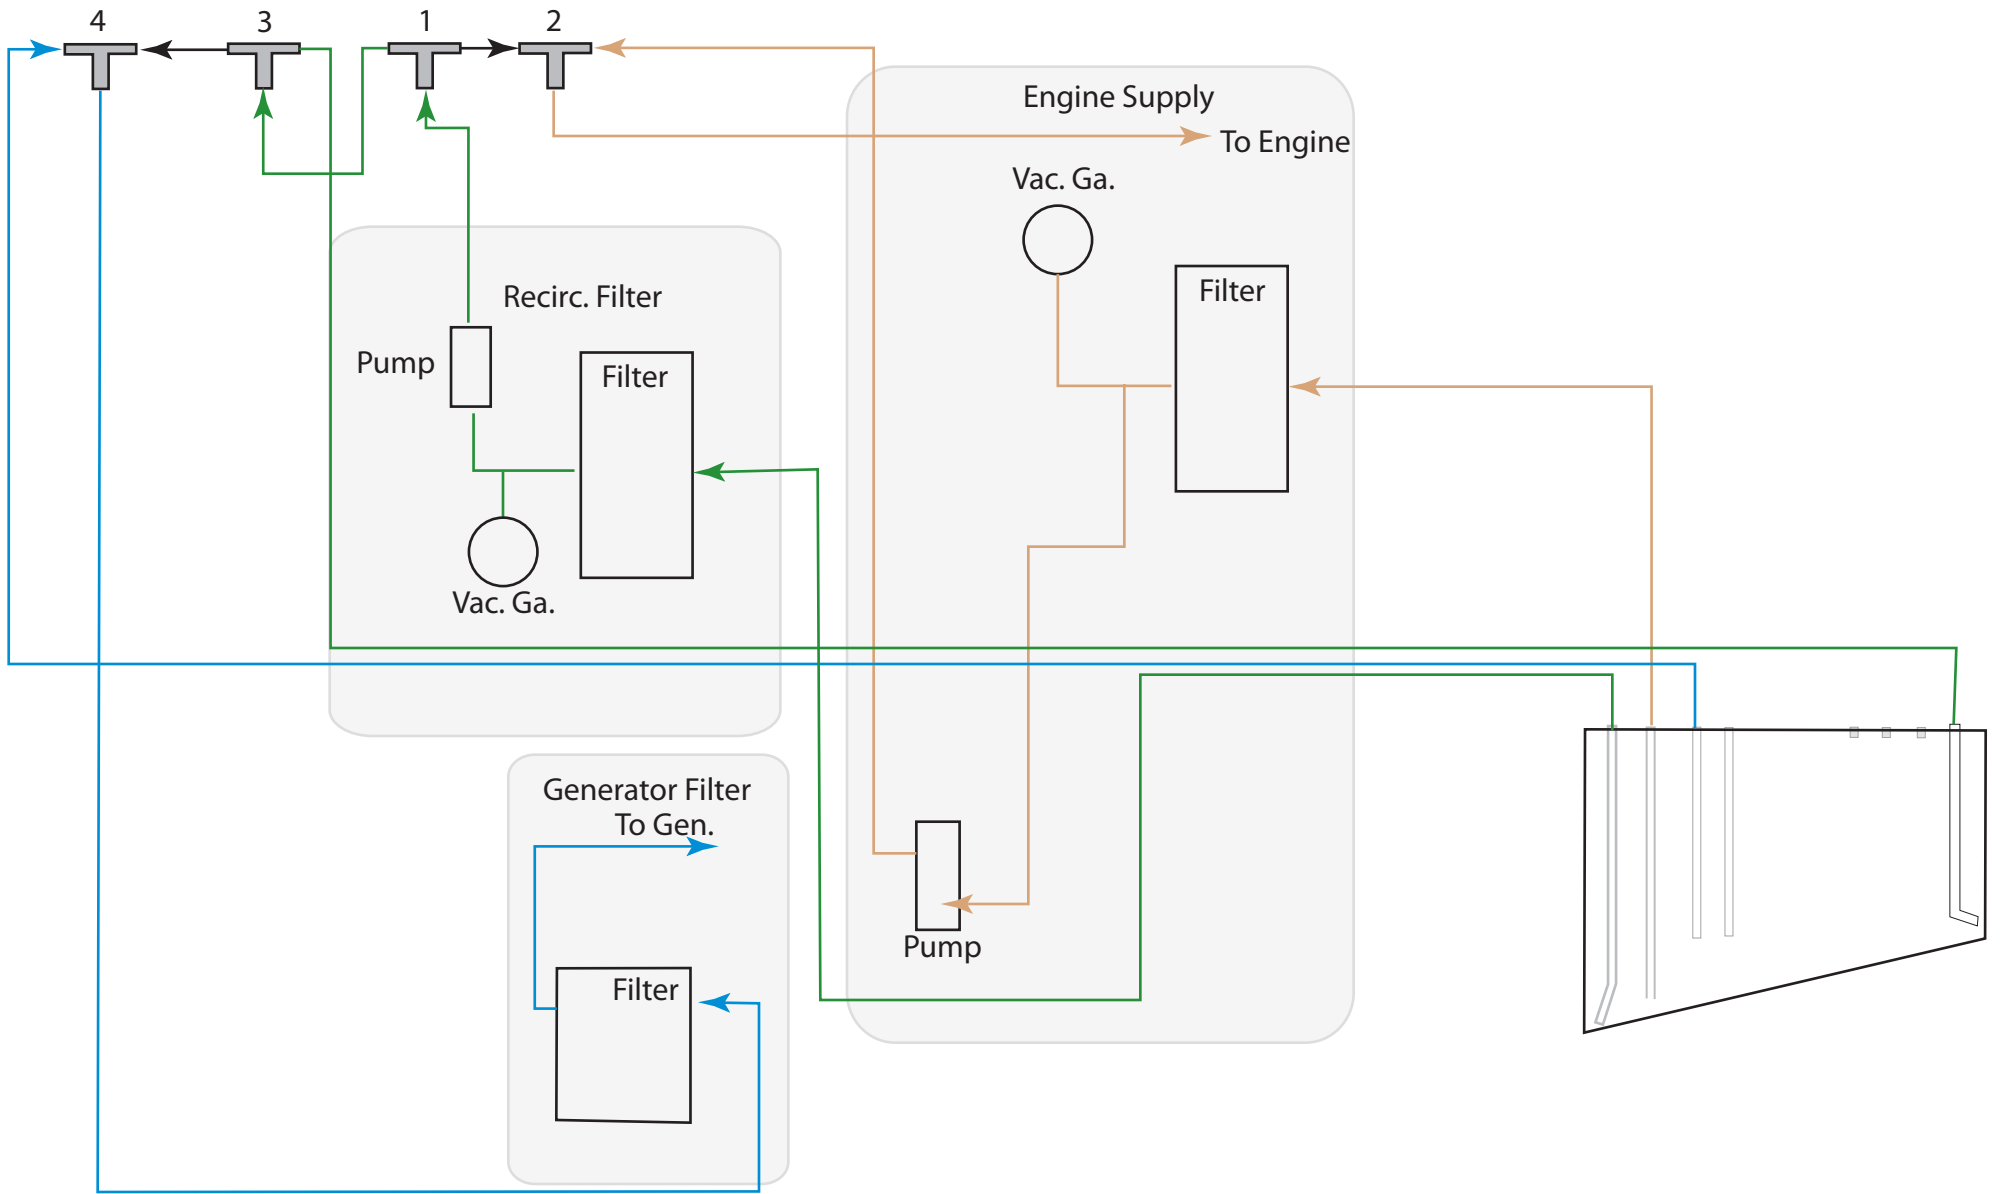 4
3
1
2
Engine Supply
To Engine
Vac. Ga.
Filter
Recirc. Filter
Pump
Filter
Vac. Ga.
Generator Filter
To Gen.
Pump
Filter